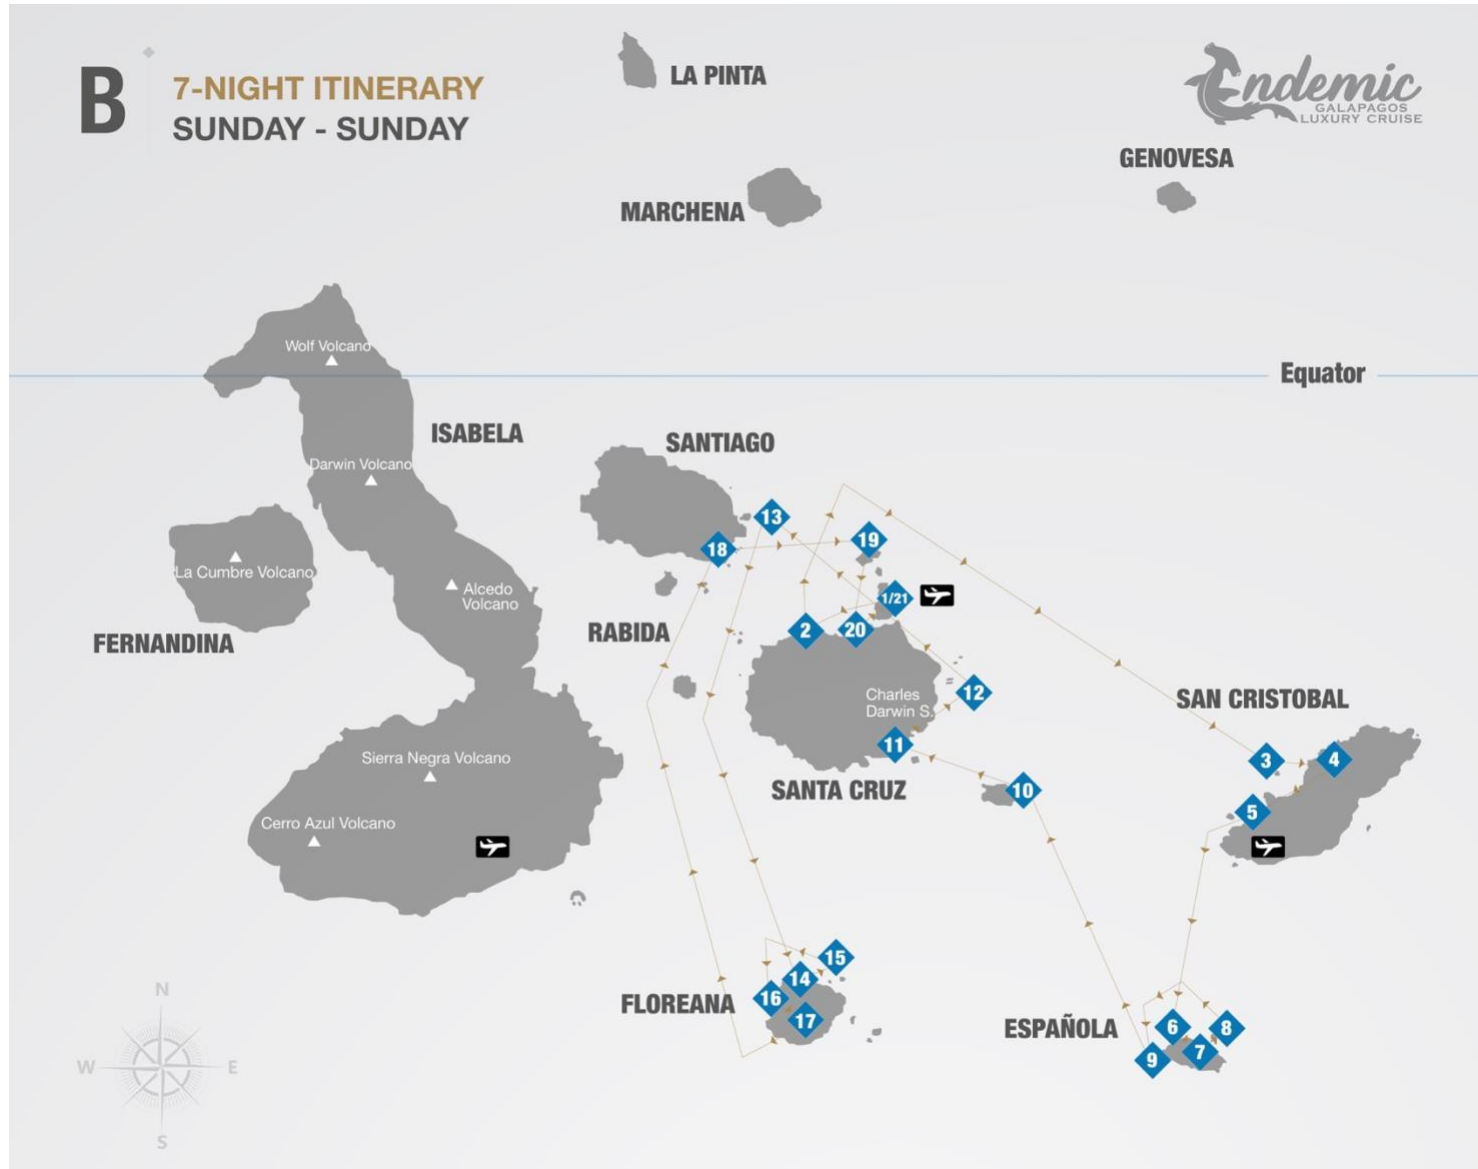 B
7-NIGHT ITINERARY
SUNDAY - SUNDAY
LA PINTA
Endemic
GALAPAGOS
LUXURY CRUISE
GENOVESA
MARCHENA
Wolf Volcano
Equator
ISABELA
SANTIAGO
Darwin Volcano
13
19
18
La Cumbre Volcano
Alcedo
Volcano
1/21
FERNANDINA
RABIDA
2
20
Charles
Darwin S.
12
SAN CRISTOBAL
11
Sierra Negra Volcano
3
4
SANTA CRUZ
10
Cerro Azul Volcano
5
15
14
16
FLOREANA
17
ESPAÑOLA
6
8
7
9
N
W
E
S